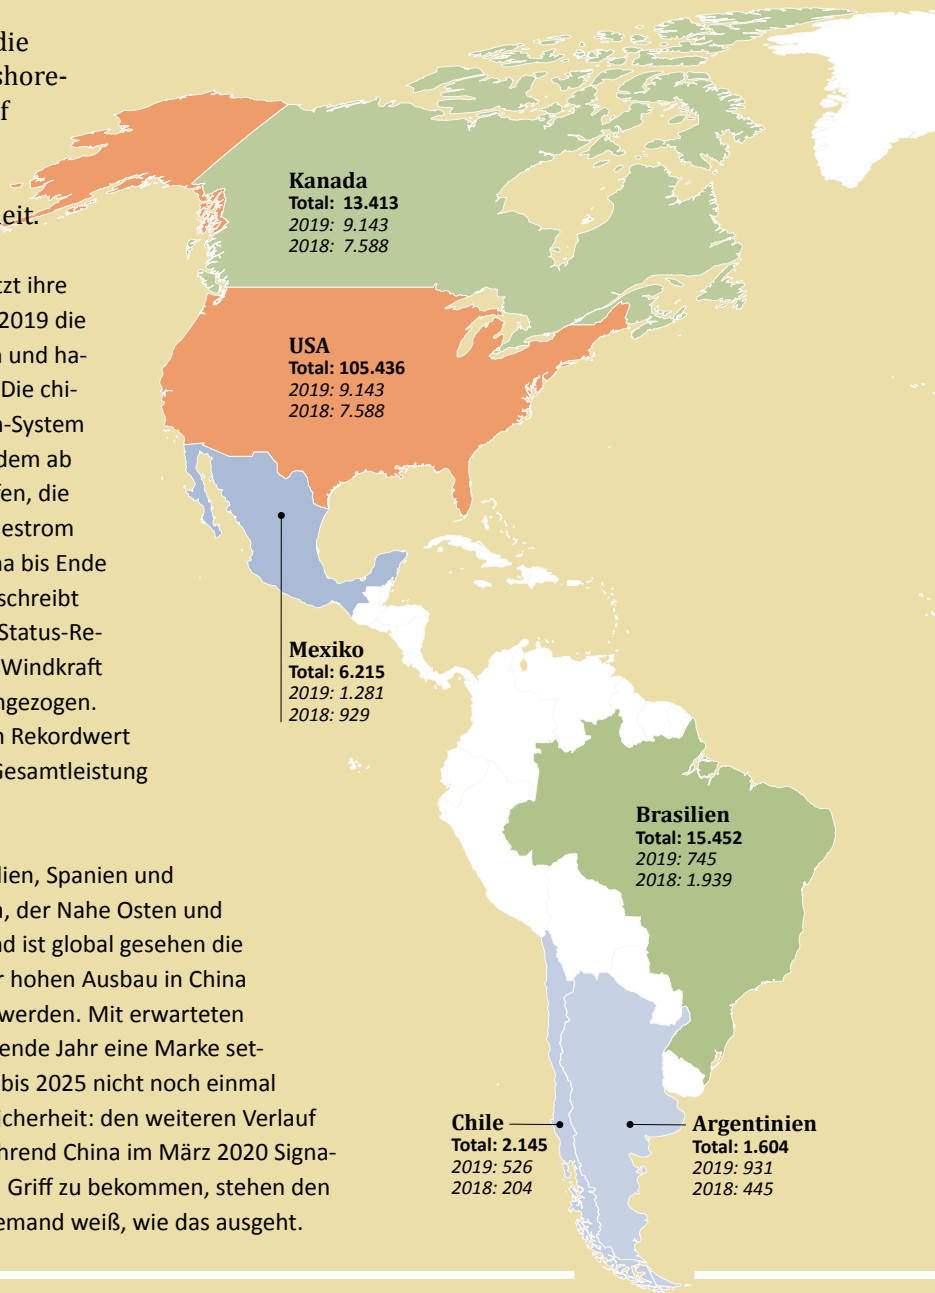 die
shore-
f
eit.
tzt ihre
2019 die
n und ha-
Die chi-
n-System
dem ab
fen, die
estrom
na bis Ende
schreibt
Status-Re-
Windkraft
ngezogen.
n Rekordwert
Gesamtleistung
lien, Spanien und
n, der Nahe Osten und
nd ist global gesehen die
r hohen Ausbau in China
werden. Mit erwarteten
ende Jahr eine Marke set-
bis 2025 nicht noch einmal
icherheit: den weiteren Verlauf
hrend China im März 2020 Signa-
Griff zu bekommen, stehen den
emand weiß, wie das ausgeht.
Kanada
Total: 13.413
2019: 9.143
2018: 7.588
USA
Total: 105.436
2019: 9.143
2018: 7.588
Mexiko
Total: 6.215
2019: 1.281
2018: 929
Brasilien
Total: 15.452
2019: 745
2018: 1.939
Chile
Total: 2.145
2019: 526
2018: 204
Argentinien
Total: 1.604
2019: 931
2018: 445